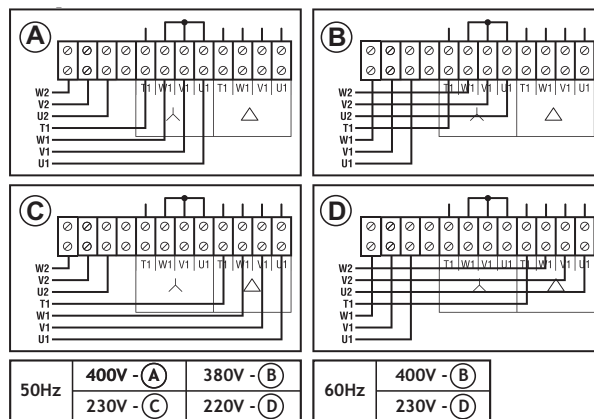 A
T1 W1 V1 U1 T1 W1 V1 U1
W2
V2
U2
T1
W1
V1
U1
B
T1 W1 V1 U1 T1 W1 V1 U1
W2
V2
U2
T1
W1
V1
U1
C
T1 W1 V1 U1 T1 W1 V1 U1
W2
V2
U2
T1
W1
V1
U1
D
T1 W1 V1 U1 T1 W1 V1 U1
W2
V2
U2
T1
W1
V1
U1
50Hz
400V - A 380V - B
230V - C 220V - D
60Hz
400V - B
230V - D